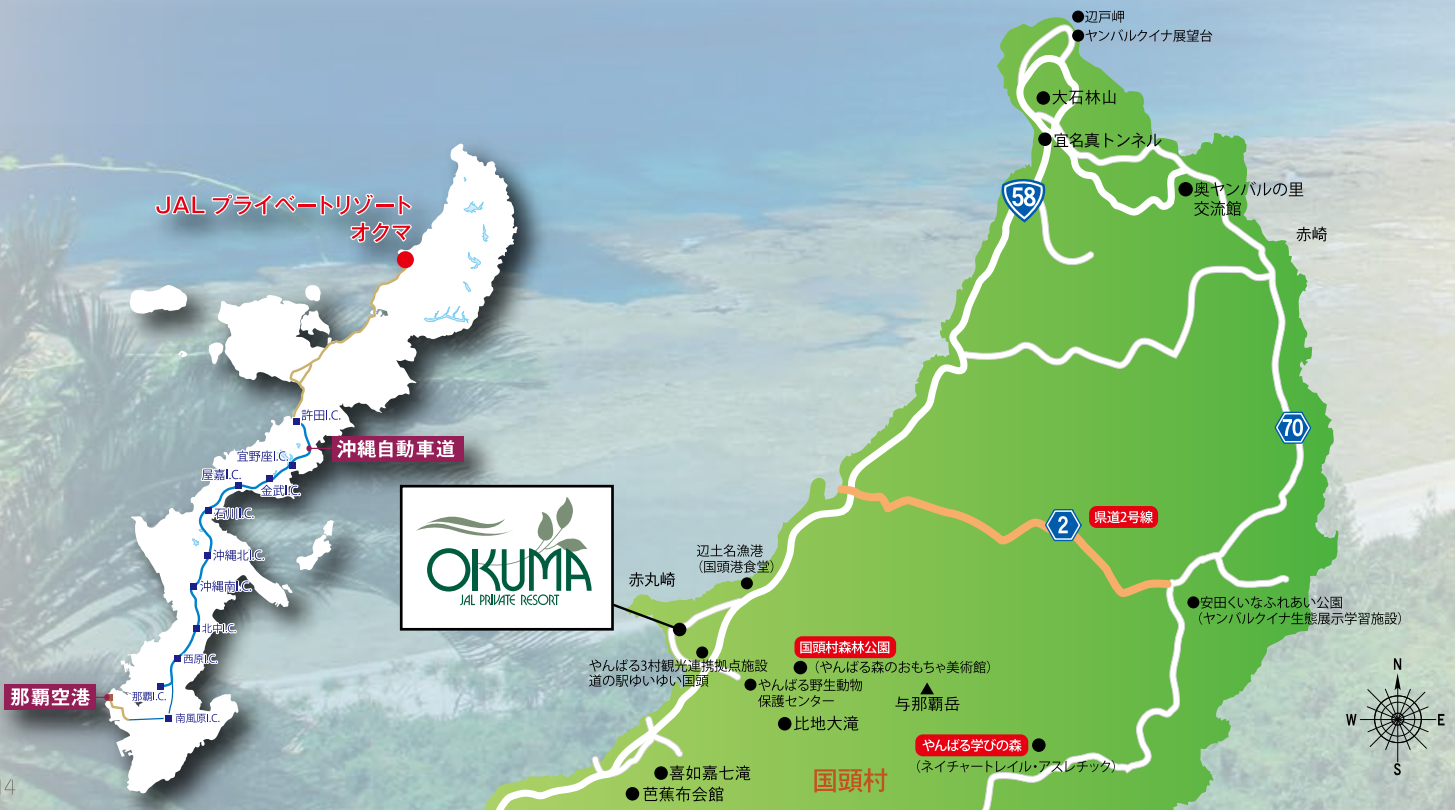 JAL プライベートリゾート
オクマ
許田I.C.
沖縄自動車道
宜野座I.C.
屋嘉I.C.
金武I.C.
石川I.C.
沖縄北I.C.
沖縄南I.C.
北中I.C.
西原I.C.
那覇空港
那覇I.C.
南風原I.C.
14
OKUMA
JAL PRIVATE RESORT
辺戸岬
ヤンバルクイナ展望台
大石林山
宜名真トンネル
58
奥ヤンバルの里
交流館
赤崎
70
2
県道2号線
辺土名漁港
（国頭港食堂）
赤丸崎
安田くいなふれあい公園
（ヤンバルクイナ生態展示学習施設）
やんばる3村観光連携拠点施設
道の駅ゆいゆい国頭
国頭村森林公園
（やんばる森のおもちゃ美術館）
やんばる野生動物
保護センター
与那覇岳
比地大滝
やんばる学びの森
（ネイチャートレイル・アスレチック）
喜如嘉七滝
芭蕉布会館
国頭村
N
W
E
S